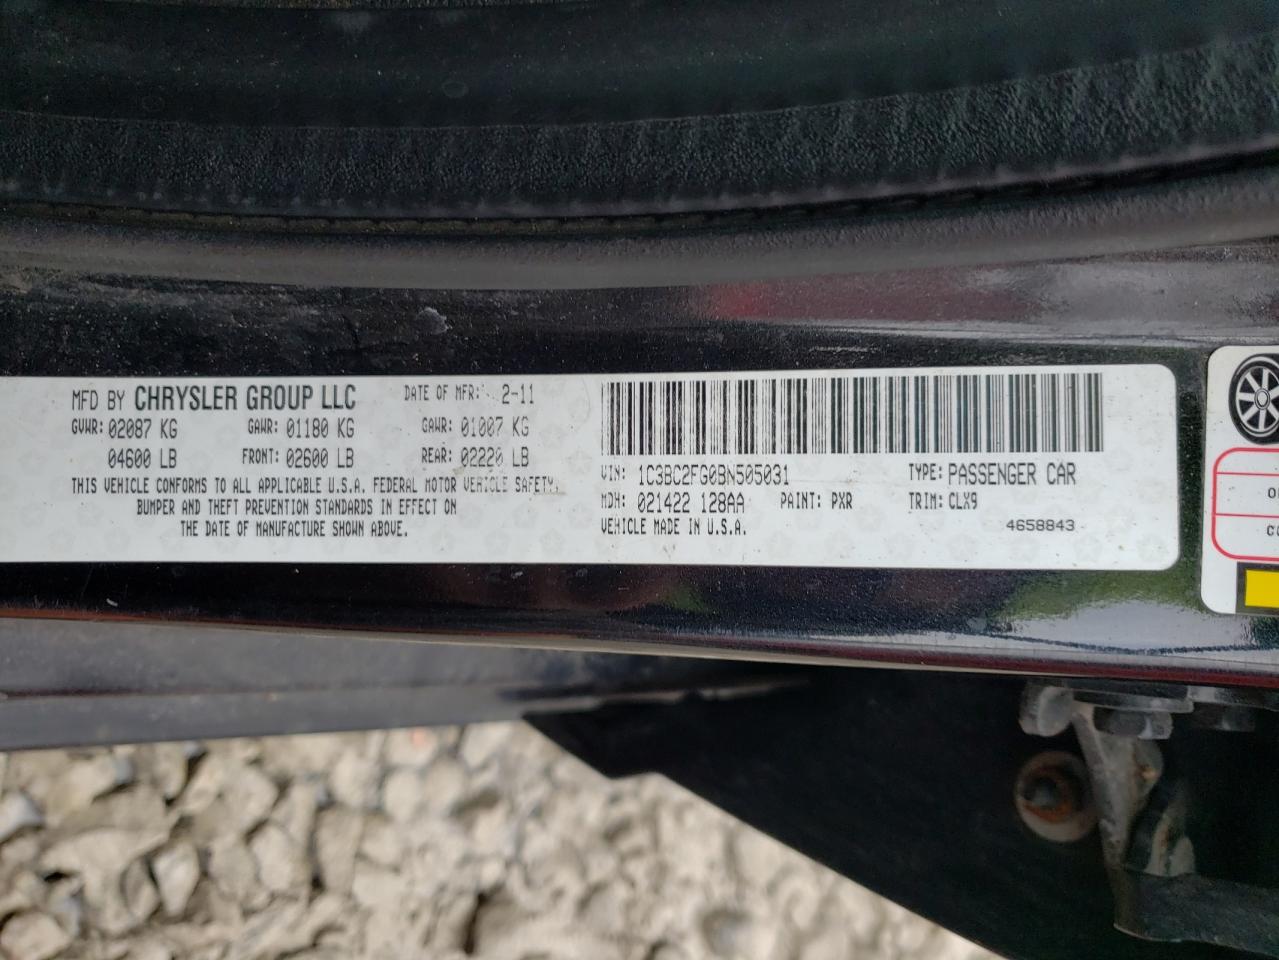 MFD BY CHRYSLER GROUP LLC DATE OF MFR: 2-11
GVWR: 02087 KG GAWR: 01180 KG GAWR: 01007 KG
04600 LB FRONT: 02600 LB REAR: 02220 LB
THIS VEHICLE CONFORMS TO ALL APPLICABLE U.S.A. FEDERAL MOTOR VEHICLE SAFETY,
BUMPER AND THEFT PREVENTION STANDARDS IN EFFECT ON
THE DATE OF MANUFACTURE SHOWN ABOVE.
VIN: 1C3BC2FG0BN505031 TYPE: PASSENGER CAR
MDH: 021422 128AA PAINT: PXR TRIM: CLX9
VEHICLE MADE IN U.S.A. 4658843